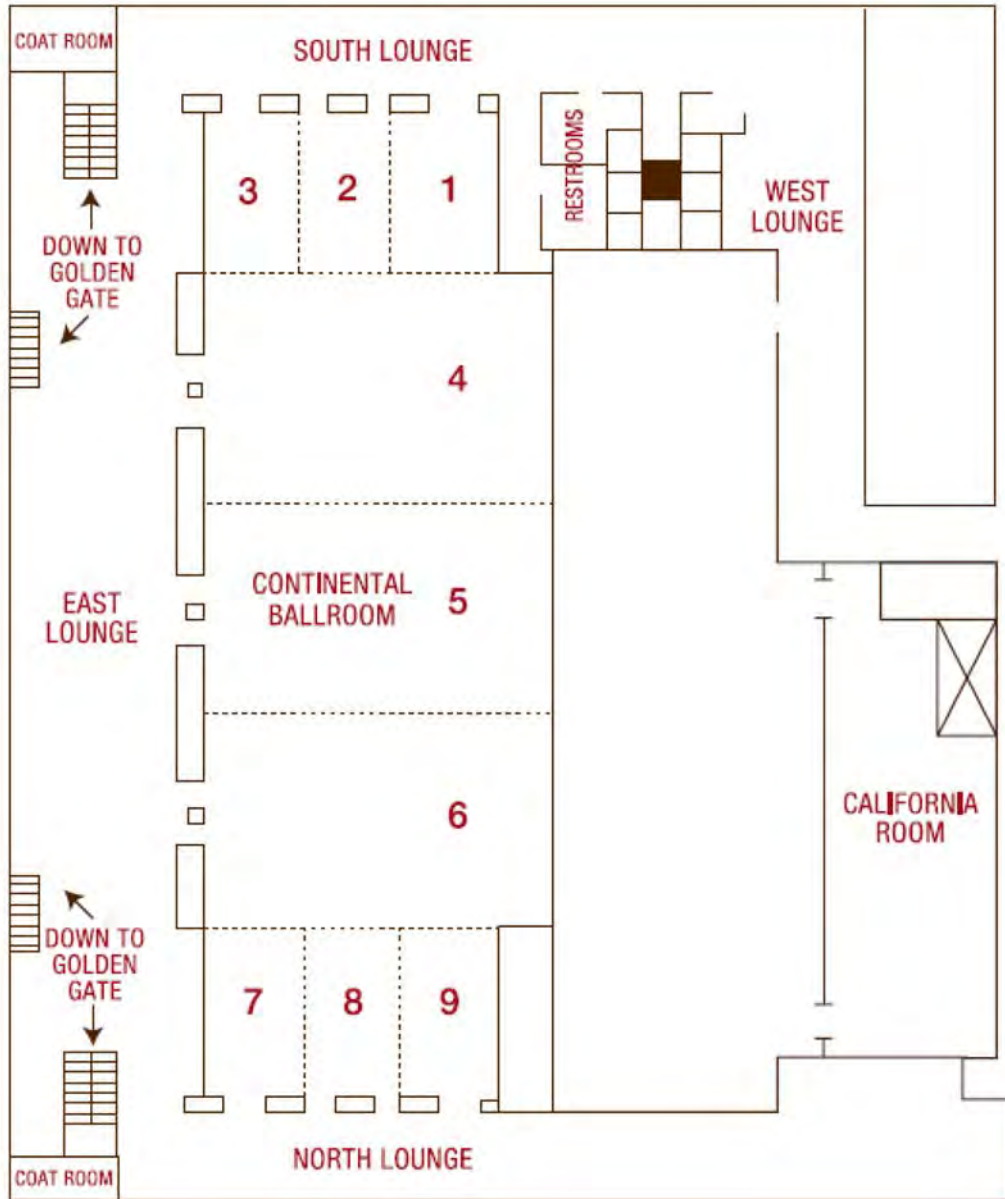 COAT ROOM
SOUTH LOUNGE
RESTROOMS
3
2
1
WEST
LOUNGE
DOWN TO
GOLDEN
GATE
4
EAST
LOUNGE
CONTINENTAL
BALLROOM
5
6
CALIFORNIA
ROOM
DOWN TO
GOLDEN
GATE
7
8
9
NORTH LOUNGE
COAT ROOM